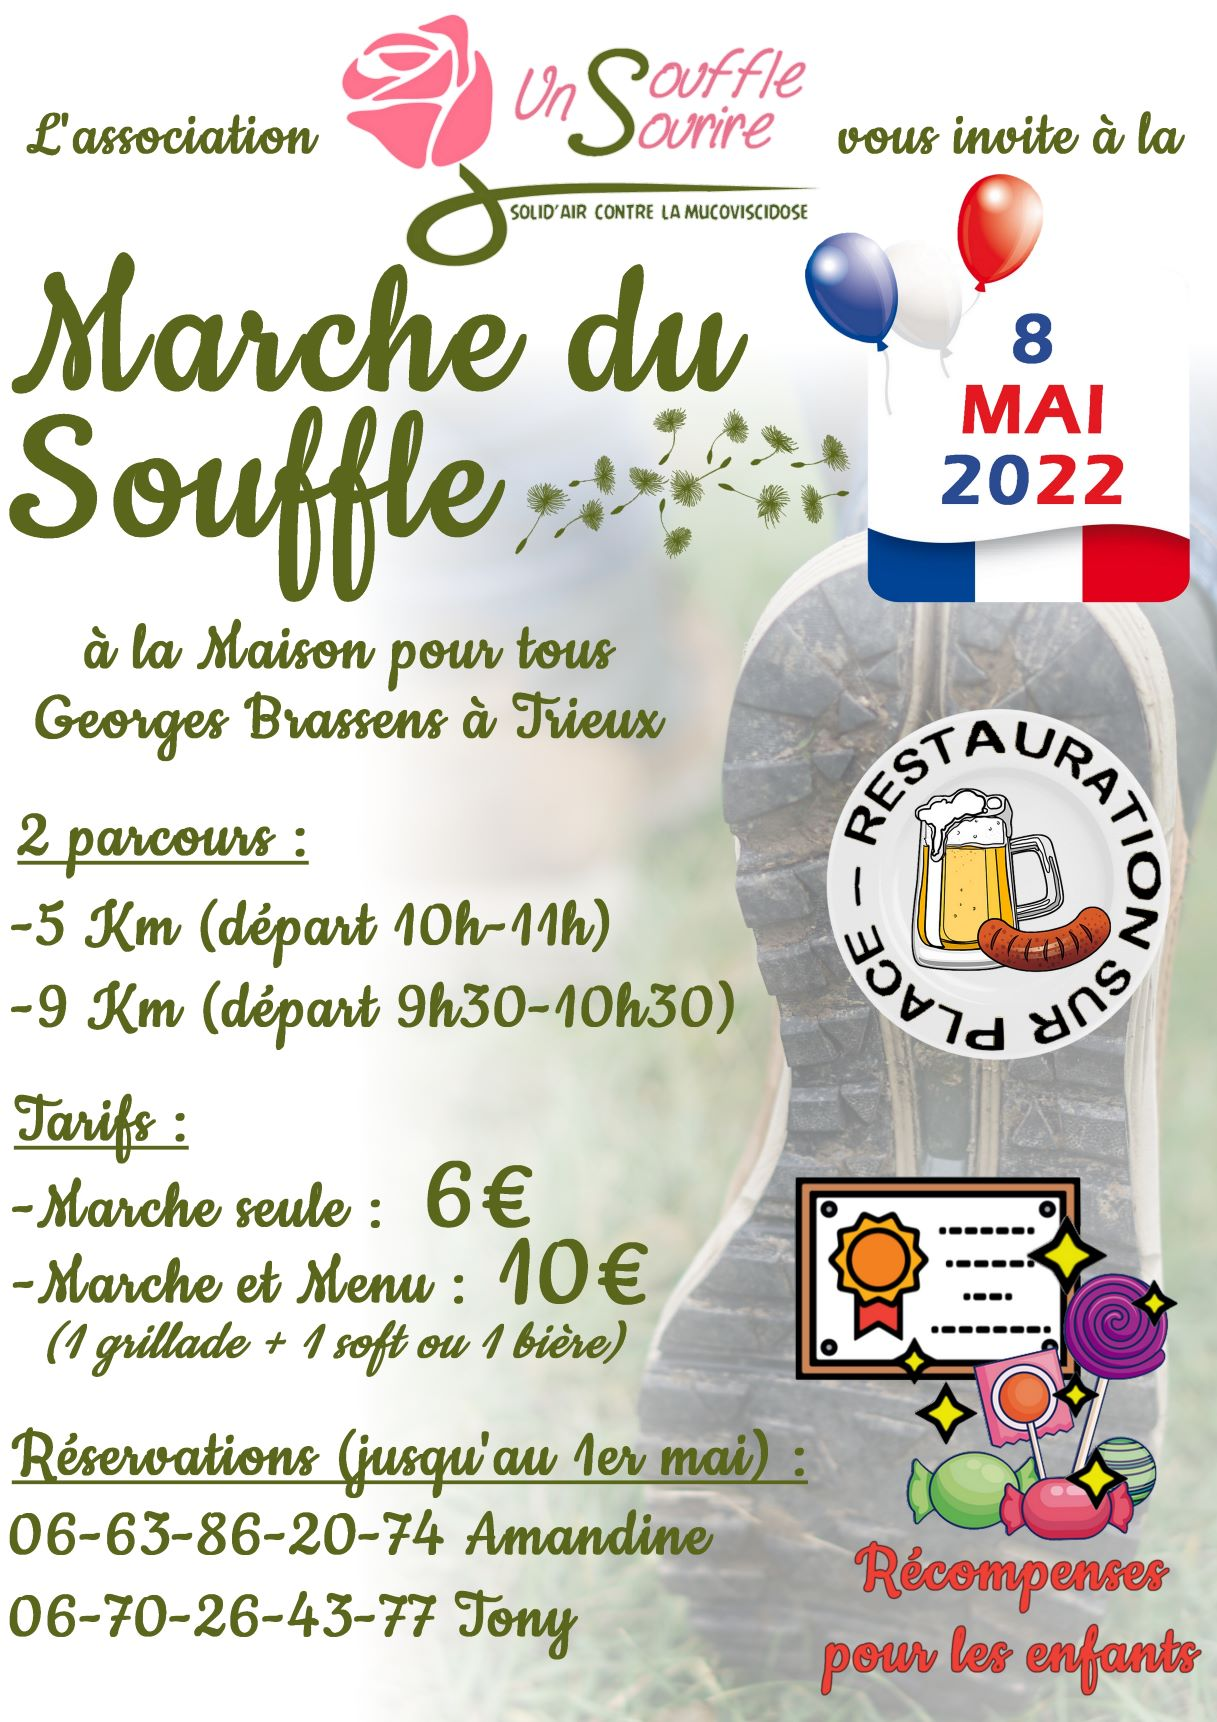 L'association
Un Souffle
Sourire
SOLID'AIR CONTRE LA MUCOVISCIDOSE
vous invite à la
Marche du
Souffle
8
MAI
2022
à la Maison pour tous
Georges Brassens à Trieux
2 parcours :
-5 Km (départ 10h-11h)
-9 Km (départ 9h30-10h30)
RESTAURATION SUR PLACE -
Tarifs :
-Marche seule : 6€
-Marche et Menu : 10€
(1 grillade + 1 soft ou 1 bière)
Réservations (jusqu'au 1er mai) :
06-63-86-20-74 Amandine
06-70-26-43-77 Tony
Récompenses
pour les enfants